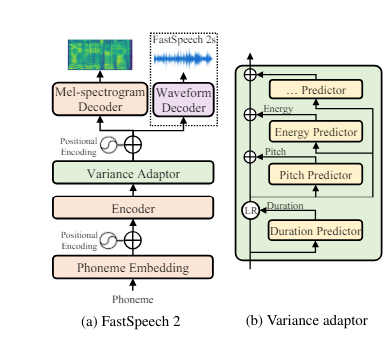 FastSpeech 2s
Mel-spectrogram
Decoder
Waveform
Decoder
Positional
Encoding
Variance Adaptor
Encoder
Positional
Encoding
Phoneme Embedding
Phoneme
(a) FastSpeech 2
... Predictor
Energy
Energy Predictor
Pitch
Pitch Predictor
Duration
LR
Duration Predictor
(b) Variance adaptor